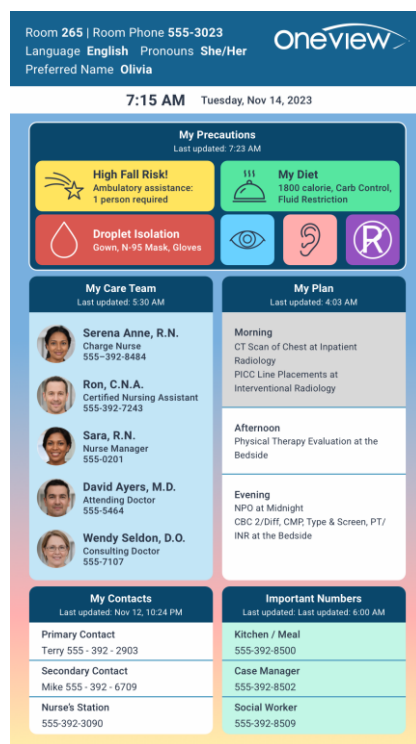 Room 265 | Room Phone 555-3023
Language English Pronouns She/Her
Preferred Name Olivia
oneview
7:15 AM Tuesday, Nov 14, 2023
My Precautions
Last updated: 7:23 AM
High Fall Risk!
Ambulatory assistance:
1 person required
My Diet
1800 calorie, Carb Control,
Fluid Restriction
Droplet Isolation
Gown, N-95 Mask, Gloves
R
My Care Team
Last updated: 5:30 AM
Serena Anne, R.N.
Charge Nurse
555–392-8484
Ron, C.N.A.
Certified Nursing Assistant
555-392-7243
Sara, R.N.
Nurse Manager
555-0201
David Ayers, M.D.
Attending Doctor
555-5464
Wendy Seldon, D.O.
Consulting Doctor
555-7107
My Plan
Last updated: 4:03 AM
Morning
CT Scan of Chest at Inpatient
Radiology
PICC Line Placements at
Interventional Radiology
Afternoon
Physical Therapy Evaluation at the
Bedside
Evening
NPO at Midnight
CBC 2/Diff, CMP, Type & Screen, PT/
INR at the Bedside
My Contacts
Last updated: Nov 12, 10:24 PM
Primary Contact
Terry 555 - 392 - 2903
Secondary Contact
Mike 555 - 392 - 6709
Nurse's Station
555-392-3090
Important Numbers
Last updated: Last updated: 6:00 AM
Kitchen / Meal
555-392-8500
Case Manager
555-392-8502
Social Worker
555-392-8509